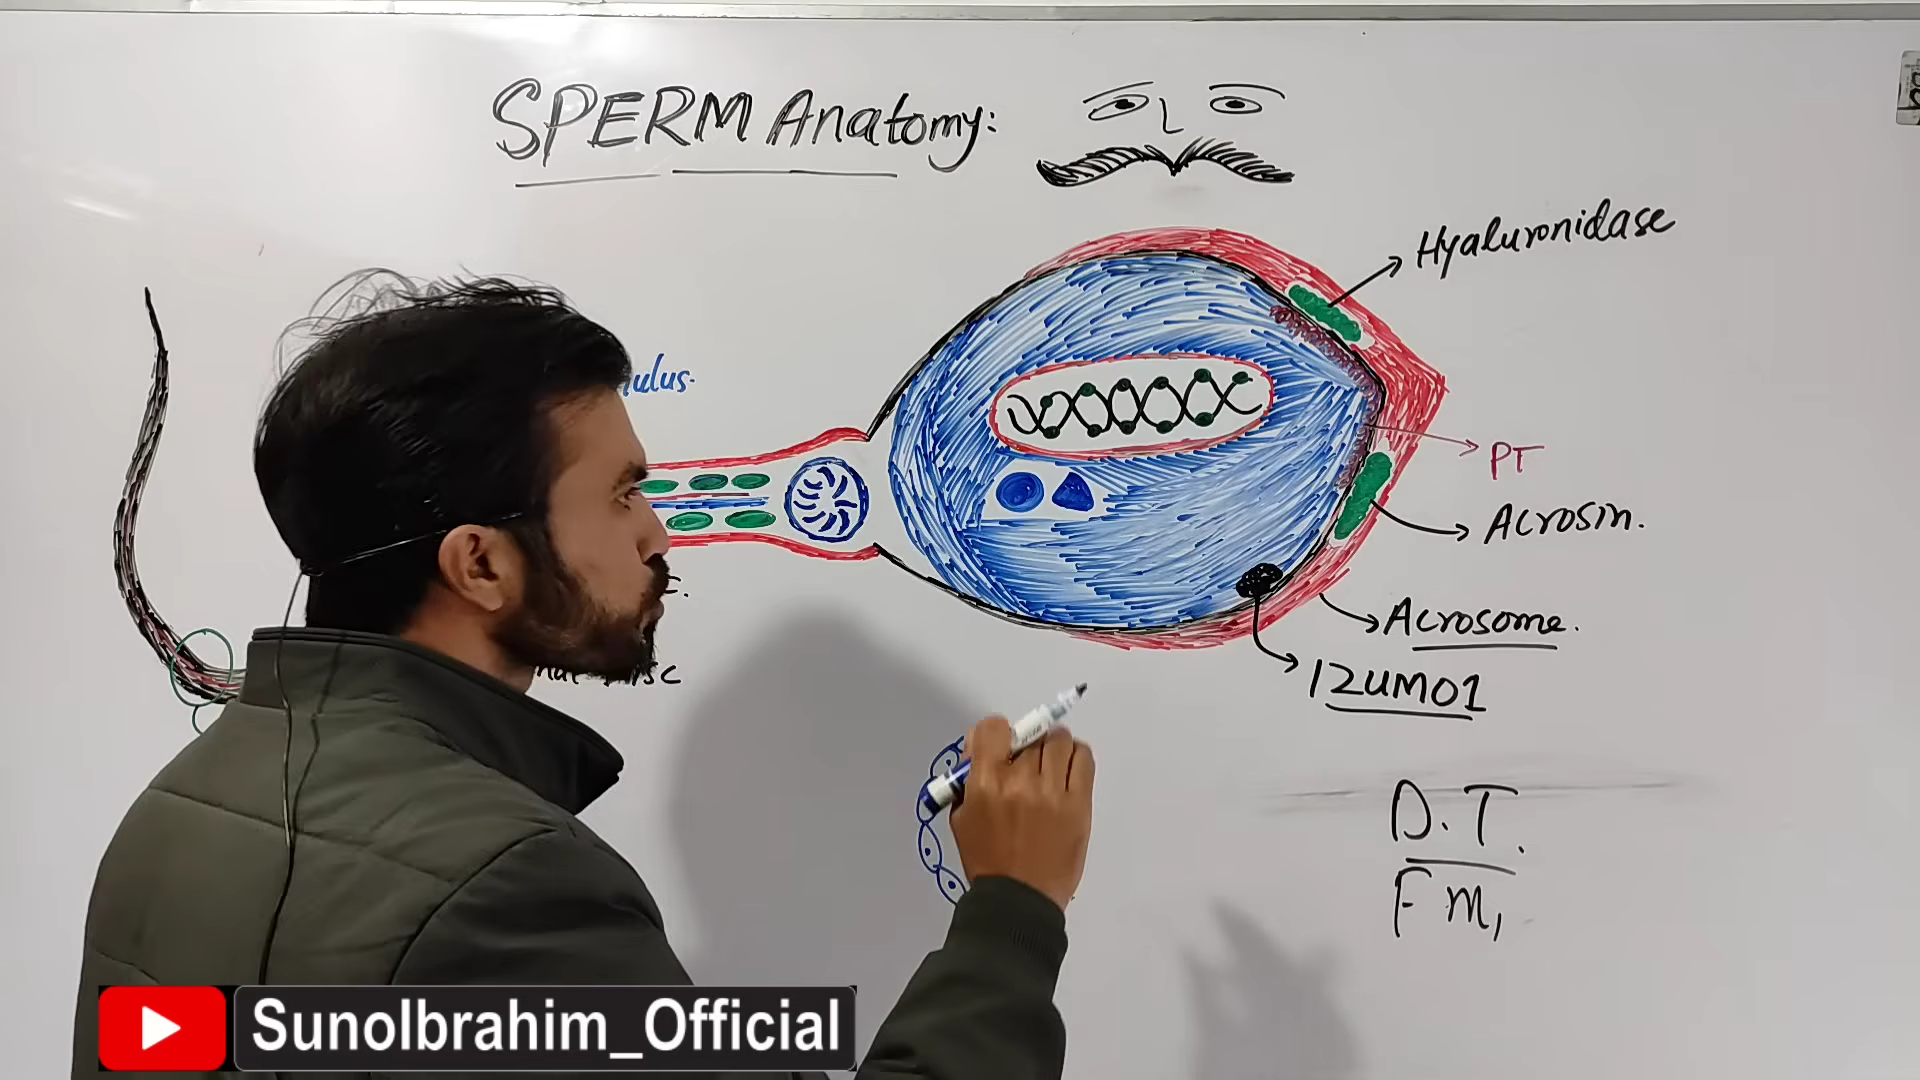 SPERM Anatomy:
Hyaluronidase
PT
Acrosin.
Acrosome.
IZUMO1
D.T.
SunoIbrahim_Official